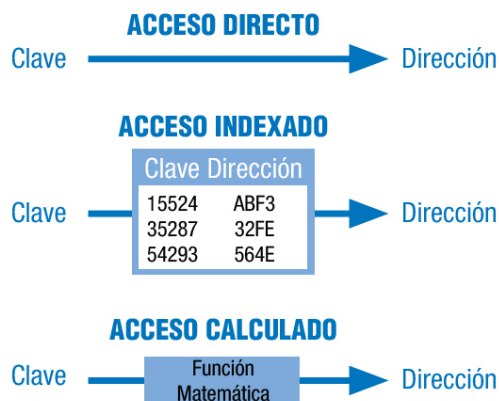 ACCESO DIRECTO
Clave Dirección
ACCESO INDEXADO
Clave Dirección
15524 ABF3
Clave 35287 32FE Dirección
54293 564E
ACCESO CALCULADO
Función
Clave Dirección
Matemática